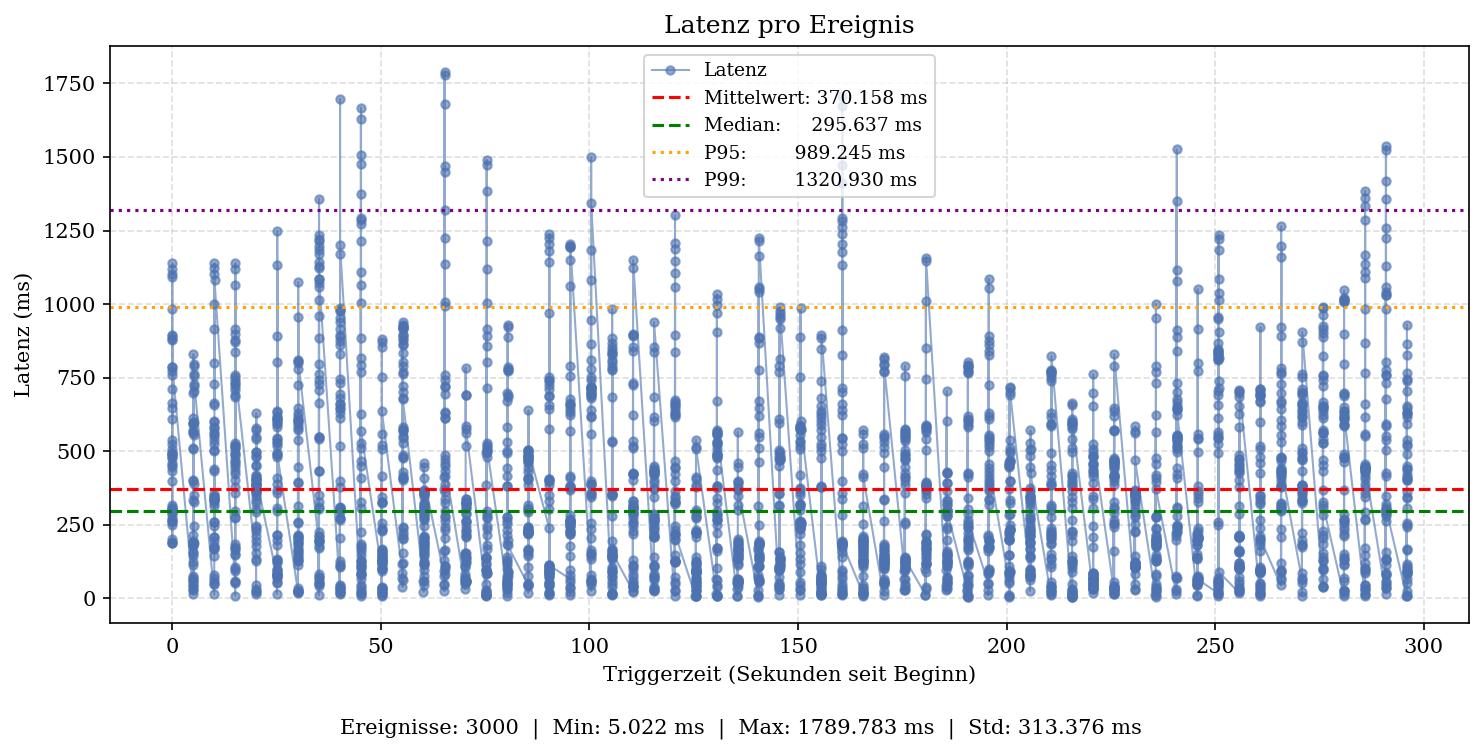 Latenz pro Ereignis
Latenz
Mittelwert: 370.158 ms
Median: 295.637 ms
P95: 989.245 ms
P99: 1320.930 ms
Latenz (ms)
1750
1500
1250
1000
750
500
250
0
0 50 100 150 200 250 300
Triggerzeit (Sekunden seit Beginn)
Ereignisse: 3000 | Min: 5.022 ms | Max: 1789.783 ms | Std: 313.376 ms